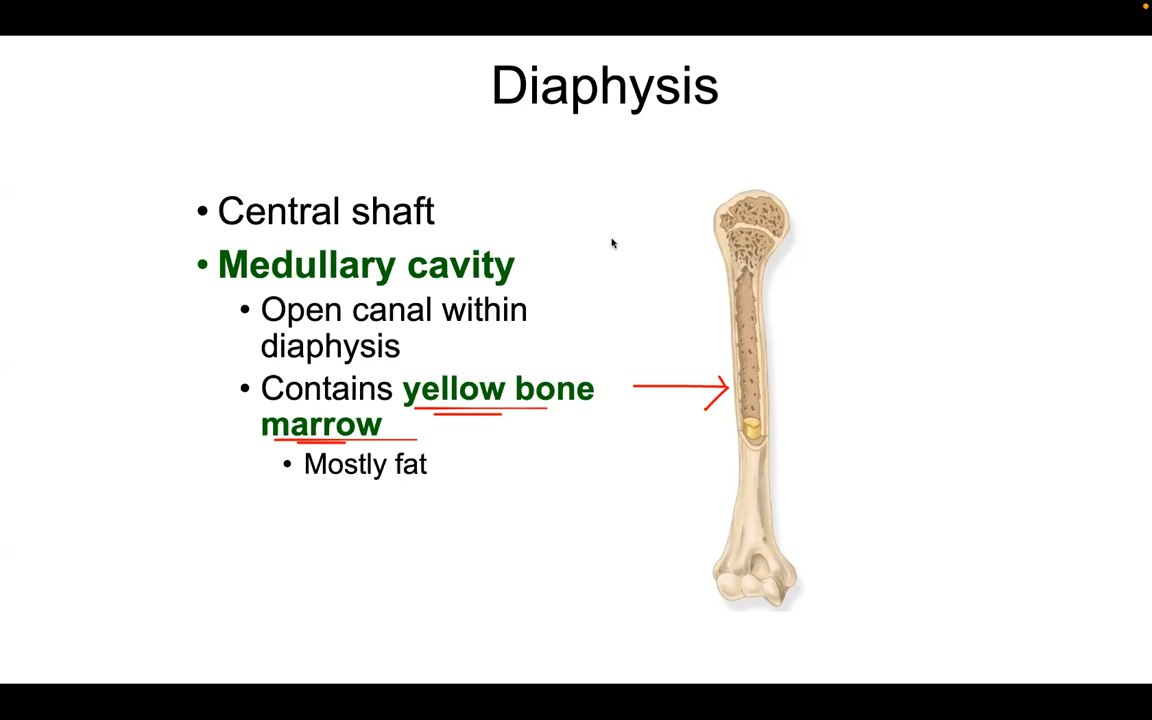 Diaphysis
• Central shaft
• Medullary cavity
• Open canal within
diaphysis
• Contains yellow bone
marrow
• Mostly fat